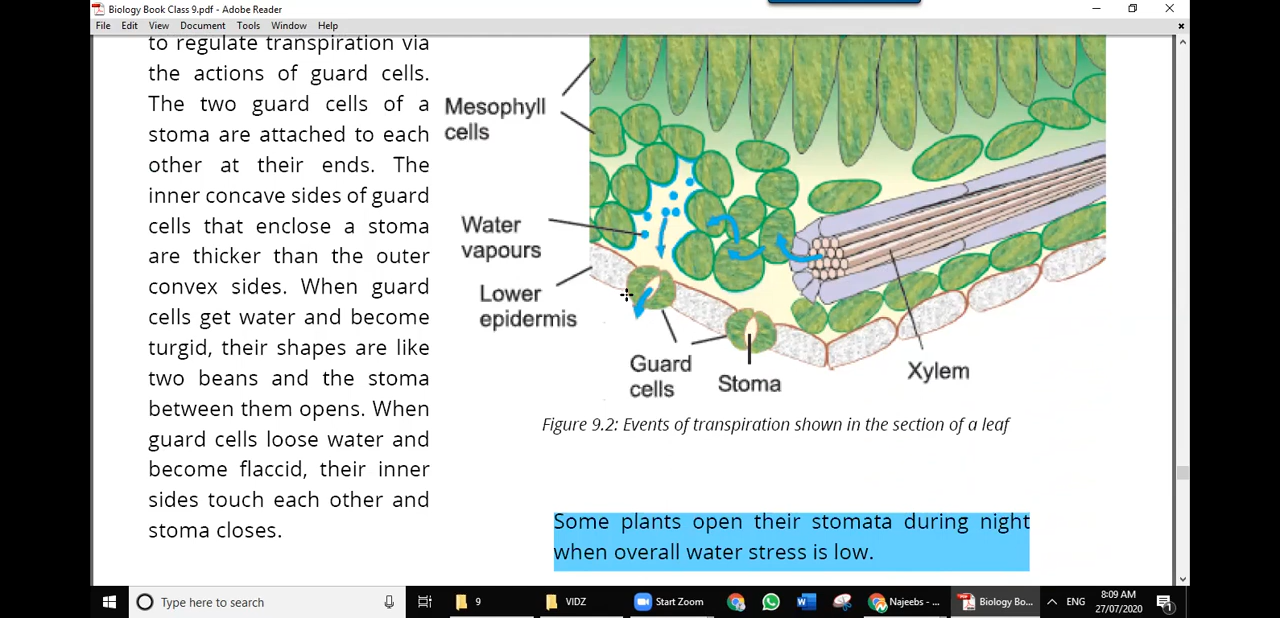 Biology Book Class 9.pdf - Adobe Reader
File Edit View Document Tools Window Help
to regulate transpiration via
the actions of guard cells.
The two guard cells of a
stoma are attached to each
other at their ends. The
inner concave sides of guard
cells that enclose a stoma
are thicker than the outer
convex sides. When guard
cells get water and become
turgid, their shapes are like
two beans and the stoma
between them opens. When
guard cells loose water and
become flaccid, their inner
sides touch each other and
stoma closes.
Mesophyll
cells
Water
vapours
Lower
epidermis
Guard
cells
Stoma
Xylem
Figure 9.2: Events of transpiration shown in the section of a leaf
Some plants open their stomata during night
when overall water stress is low.
Type here to search
9
VIDZ
Start Zoom
Najeebs - ...
Biology Bo...
ENG
8:09 AM
27/07/2020
1